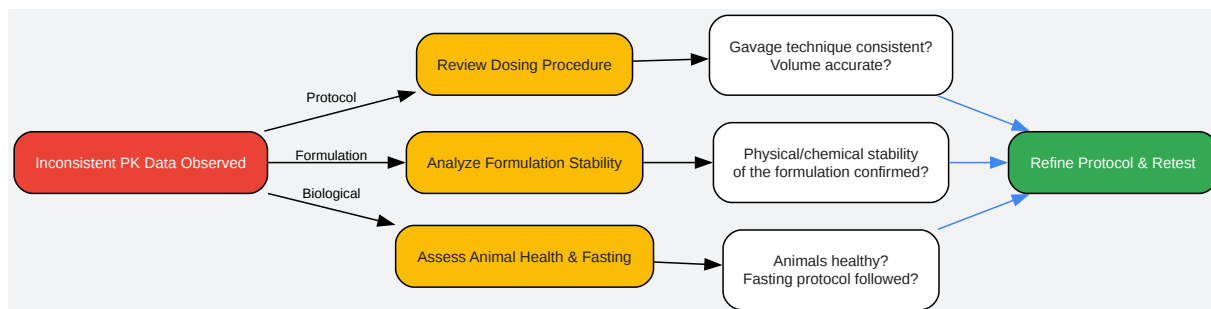 Inconsistent PK Data Observed
Protocol
Formulation
Biological
Review Dosing Procedure
Analyze Formulation Stability
Assess Animal Health & Fasting
Gavage technique consistent?
Volume accurate?
Physical/chemical stability
of the formulation confirmed?
Animals healthy?
Fasting protocol followed?
Refine Protocol & Retest